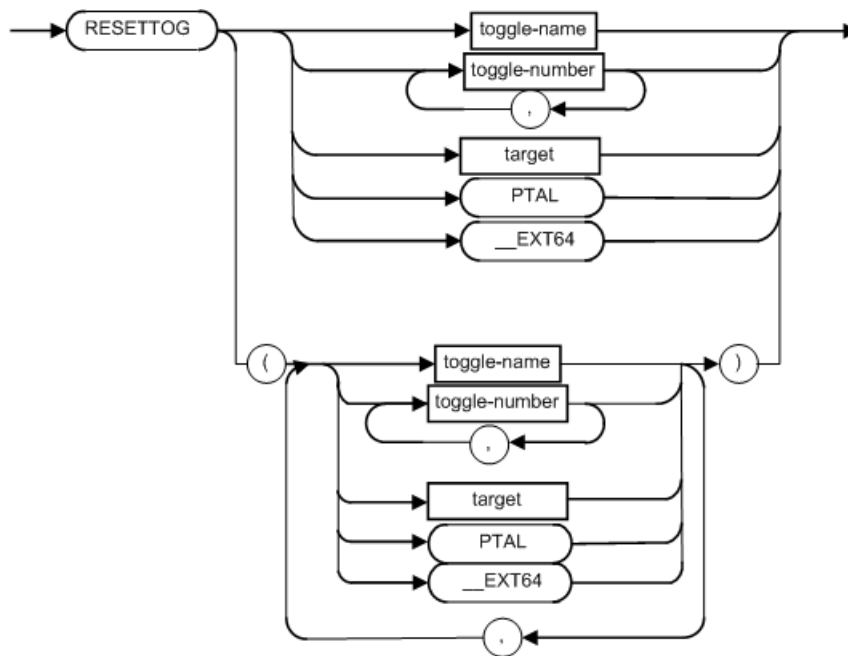 RESETTOG
toggle-name
toggle-number
,
target
PTAL
__EXT64
(
toggle-name
)
toggle-number
,
target
PTAL
__EXT64
,